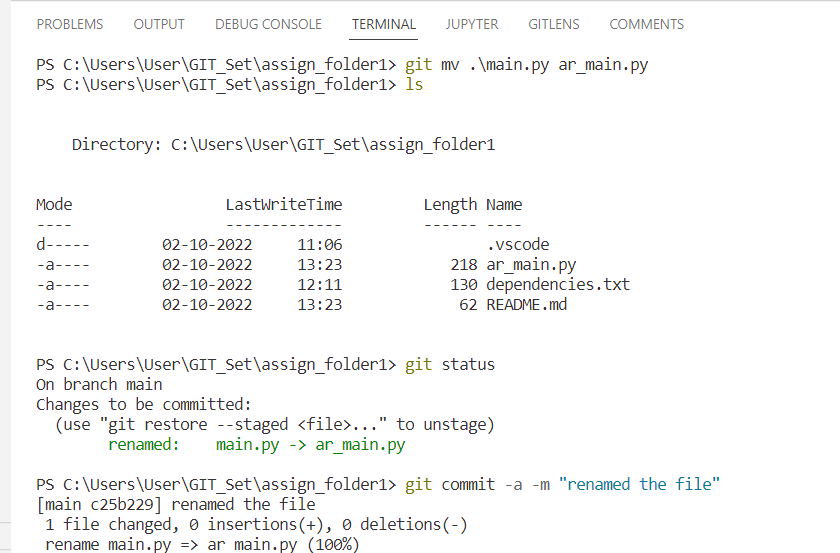 PROBLEMS OUTPUT DEBUG CONSOLE TERMINAL JUPYTER GITLENS COMMENTS
PS C:\Users\User\GIT_Set\assign_folder1> git mv .\main.py ar_main.py
PS C:\Users\User\GIT_Set\assign_folder1> ls
Directory: C:\Users\User\GIT_Set\assign_folder1
Mode LastWriteTime Length Name
---- ------------- ------ ----
d----- 02-10-2022 11:06 .vscode
-a---- 02-10-2022 13:23 218 ar_main.py
-a---- 02-10-2022 12:11 130 dependencies.txt
-a---- 02-10-2022 13:23 62 README.md
PS C:\Users\User\GIT_Set\assign_folder1> git status
On branch main
Changes to be committed:
(use "git restore --staged <file>..." to unstage)
renamed: main.py -> ar_main.py
PS C:\Users\User\GIT_Set\assign_folder1> git commit -a -m "renamed the file"
[main c25b229] renamed the file
1 file changed, 0 insertions(+), 0 deletions(-)
rename main.py => ar_main.py (100%)